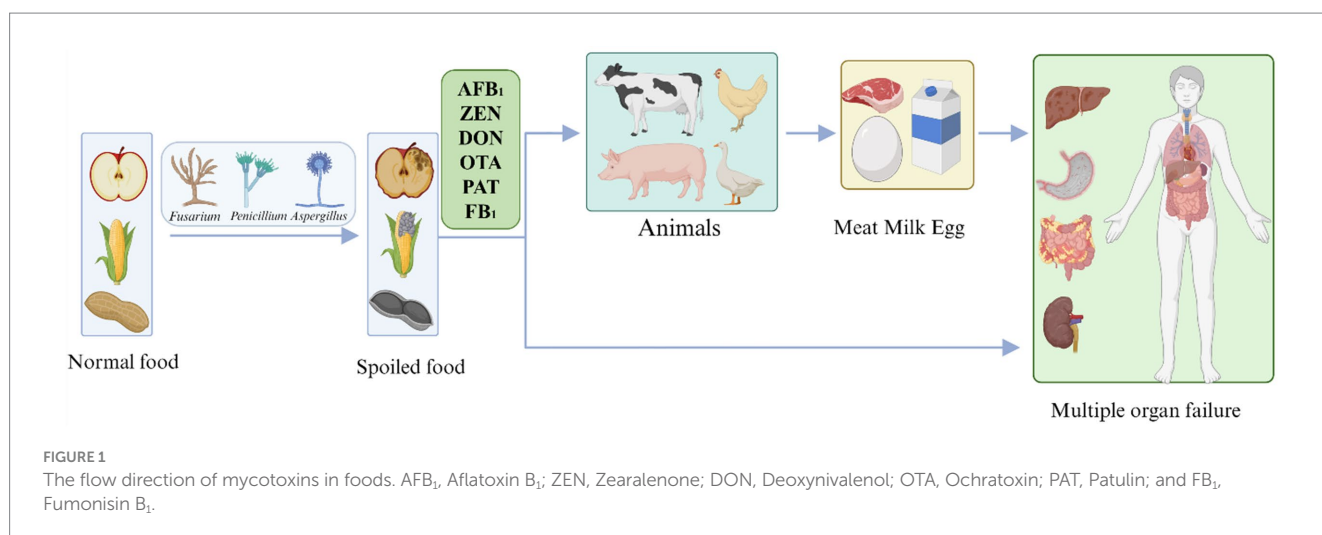 AFB₁
ZEN
DON
OTA
PAT
FB₁
Fusarium Penicillium Aspergillus
Normal food
Spoiled food
Animals
Meat Milk Egg
Multiple organ failure
FIGURE 1
The flow direction of mycotoxins in foods. AFB₁, Aflatoxin B₁; ZEN, Zearalenone; DON, Deoxynivalenol; OTA, Ochratoxin; PAT, Patulin; and FB₁,
Fumonisin B₁.